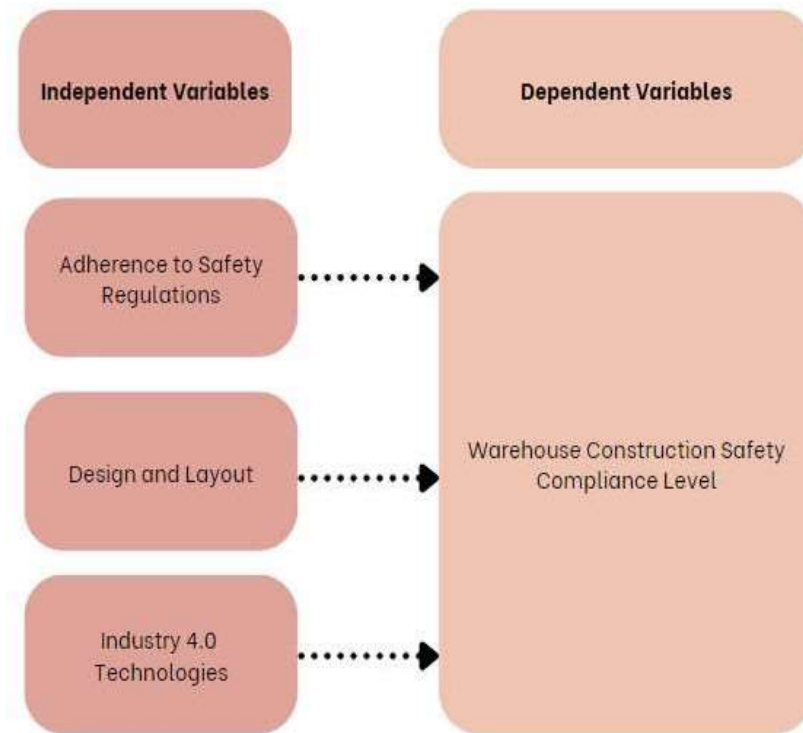 Independent Variables
Dependent Variables
Adherence to Safety
Regulations
Design and Layout
Warehouse Construction Safety
Compliance Level
Industry 4.0
Technologies